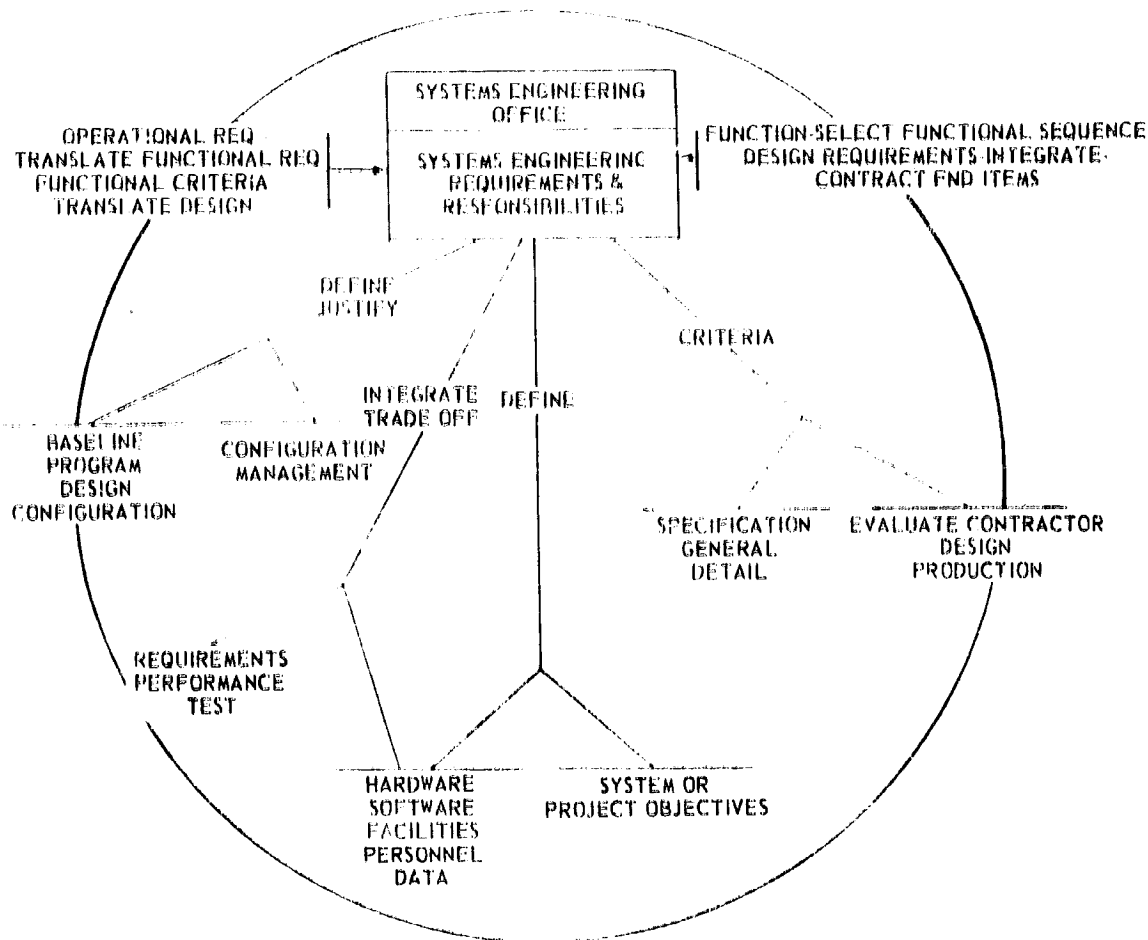 SYSTEMS ENGINEERING
OFFICE
OPERATIONAL REQ
TRANSLATE FUNCTIONAL REQ
FUNCTIONAL CRITERIA
TRANSLATE DESIGN
SYSTEMS ENGINEERING
REQUIREMENTS &
RESPONSIBILITIES
FUNCTION-SELECT FUNCTIONAL SEQUENCE
DESIGN REQUIREMENTS-INTEGRATE-
CONTRACT END ITEMS
DEFINE
JUSTIFY
CRITERIA
INTEGRATE
TRADE OFF
DEFINE
BASELINE
PROGRAM
DESIGN
CONFIGURATION
CONFIGURATION
MANAGEMENT
SPECIFICATION
GENERAL
DETAIL
EVALUATE CONTRACTOR
DESIGN
PRODUCTION
REQUIREMENTS
PERFORMANCE
TEST
HARDWARE
SOFTWARE
FACILITIES
PERSONNEL
DATA
SYSTEM OR
PROJECT OBJECTIVES